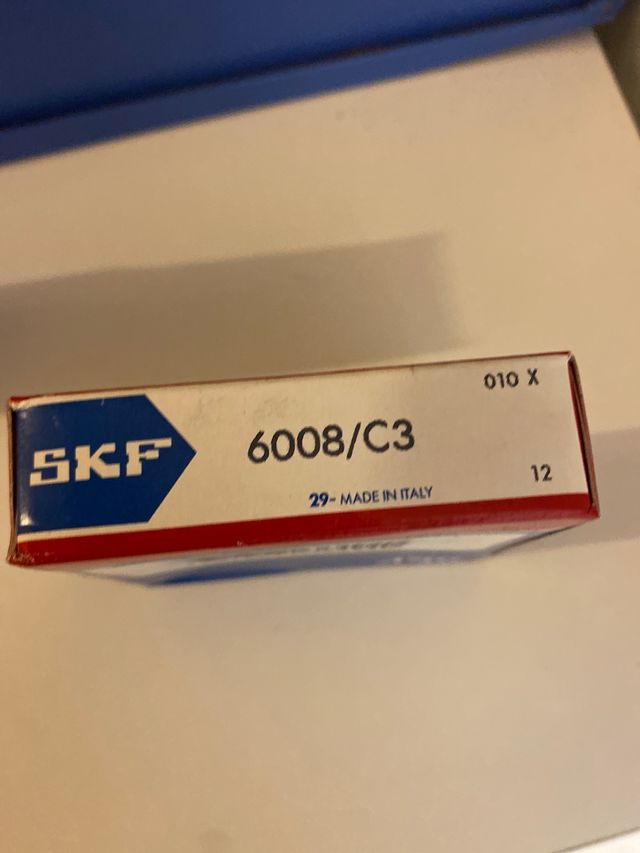 SKF
6008/C3
010 X
29- MADE IN ITALY
12